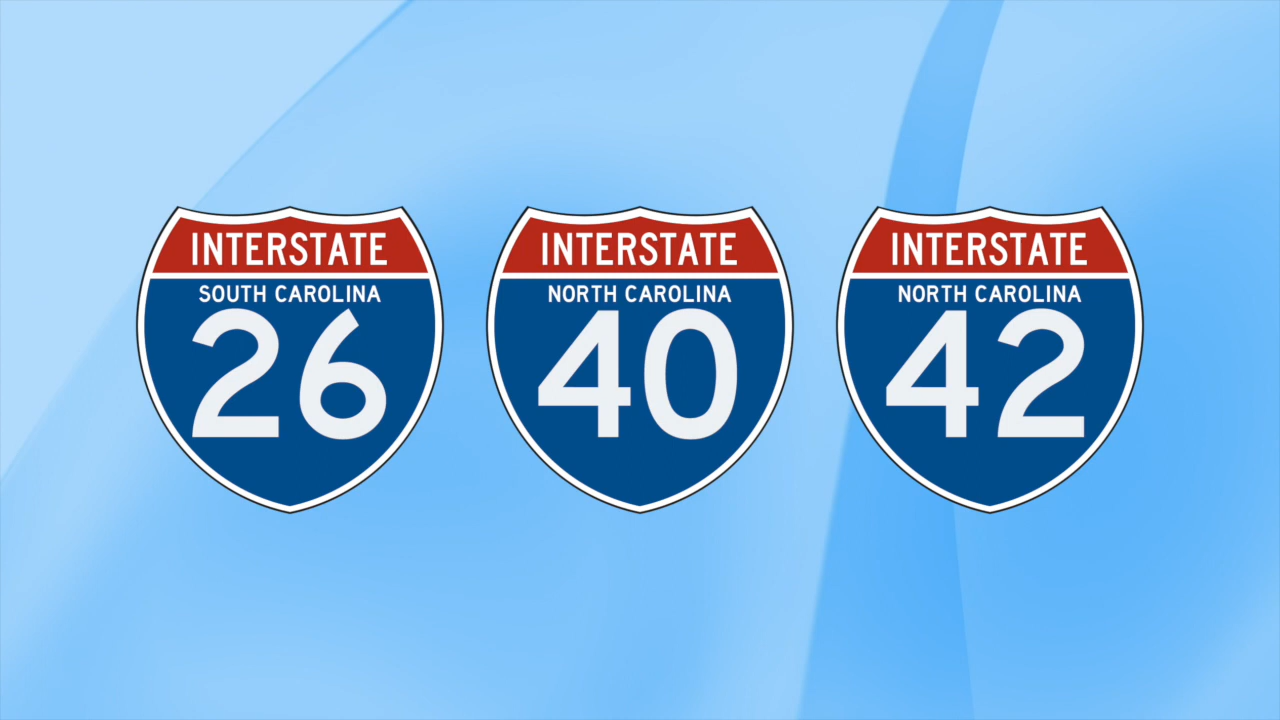 INTERSTATE
SOUTH CAROLINA
26
INTERSTATE
NORTH CAROLINA
40
INTERSTATE
NORTH CAROLINA
42